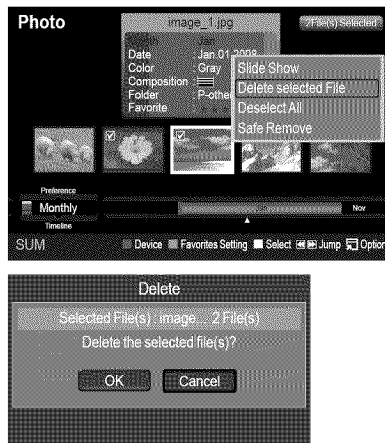 Photo
image_1.jpg
2File(s) Selected
Date : Jan.01.2008
Color : Gray
Composition :
Folder : P-other
Favorite
Slide Show
Delete selected File
Deselect All
Safe Remove
Preference
Monthly
Timeline
Nov
SUM
Device Favorites Setting Select Jump Option
Delete
Selected File(s) : image... 2 File(s)
Delete the selected file(s)?
OK Cancel